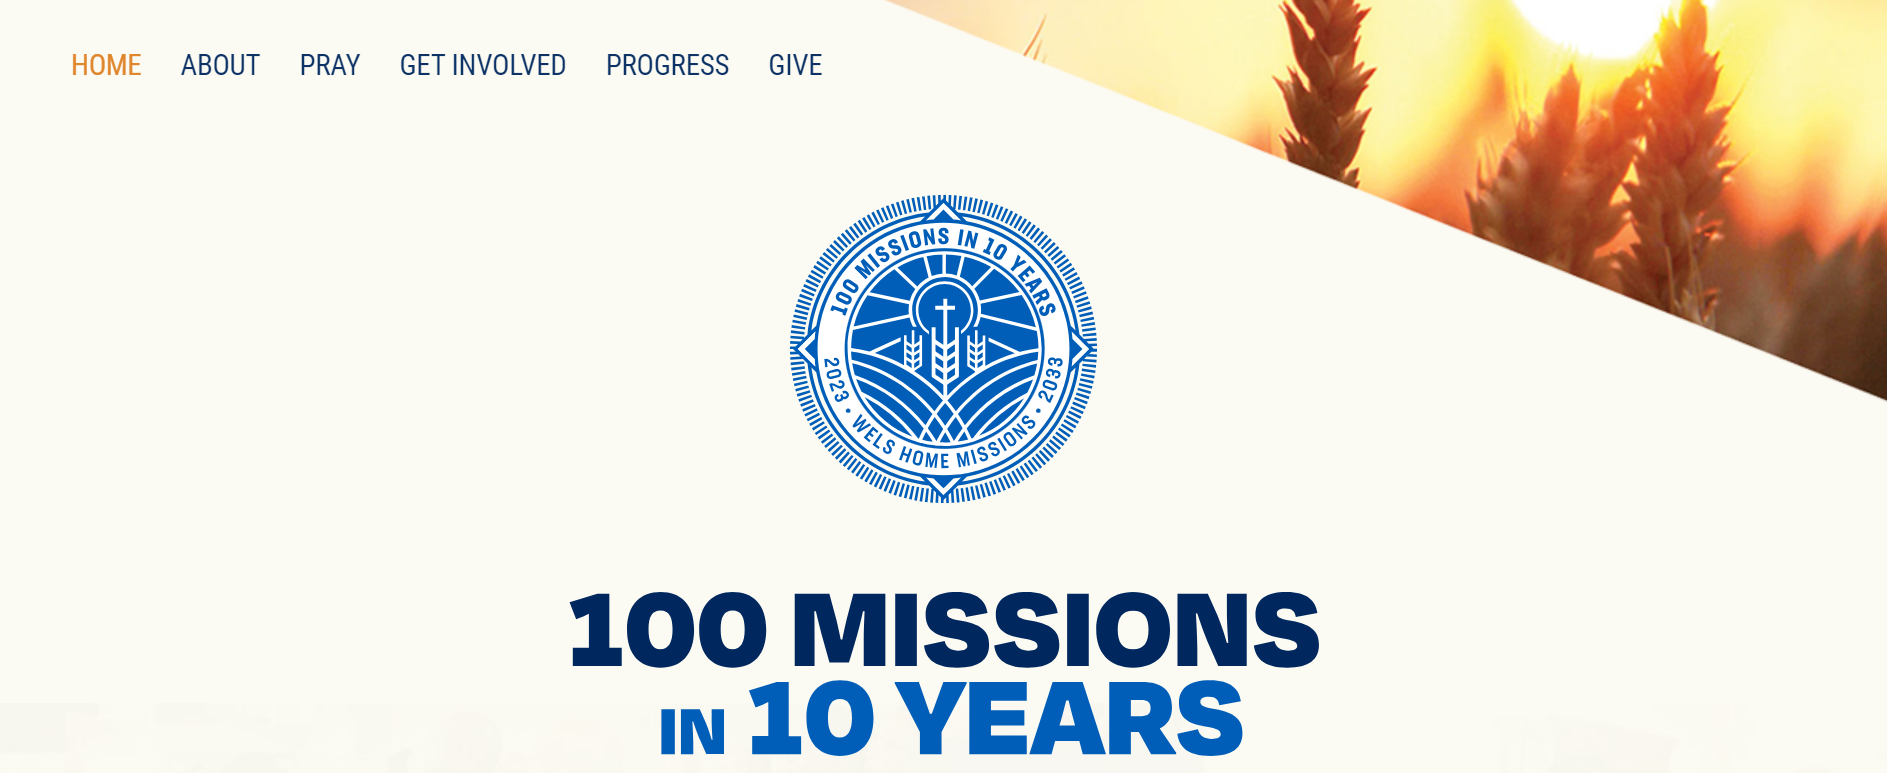 HOME ABOUT PRAY GET INVOLVED PROGRESS GIVE
100 MISSIONS IN 10 YEARS
2023 • WELS HOME MISSIONS • 2033
100 MISSIONS
IN 10 YEARS